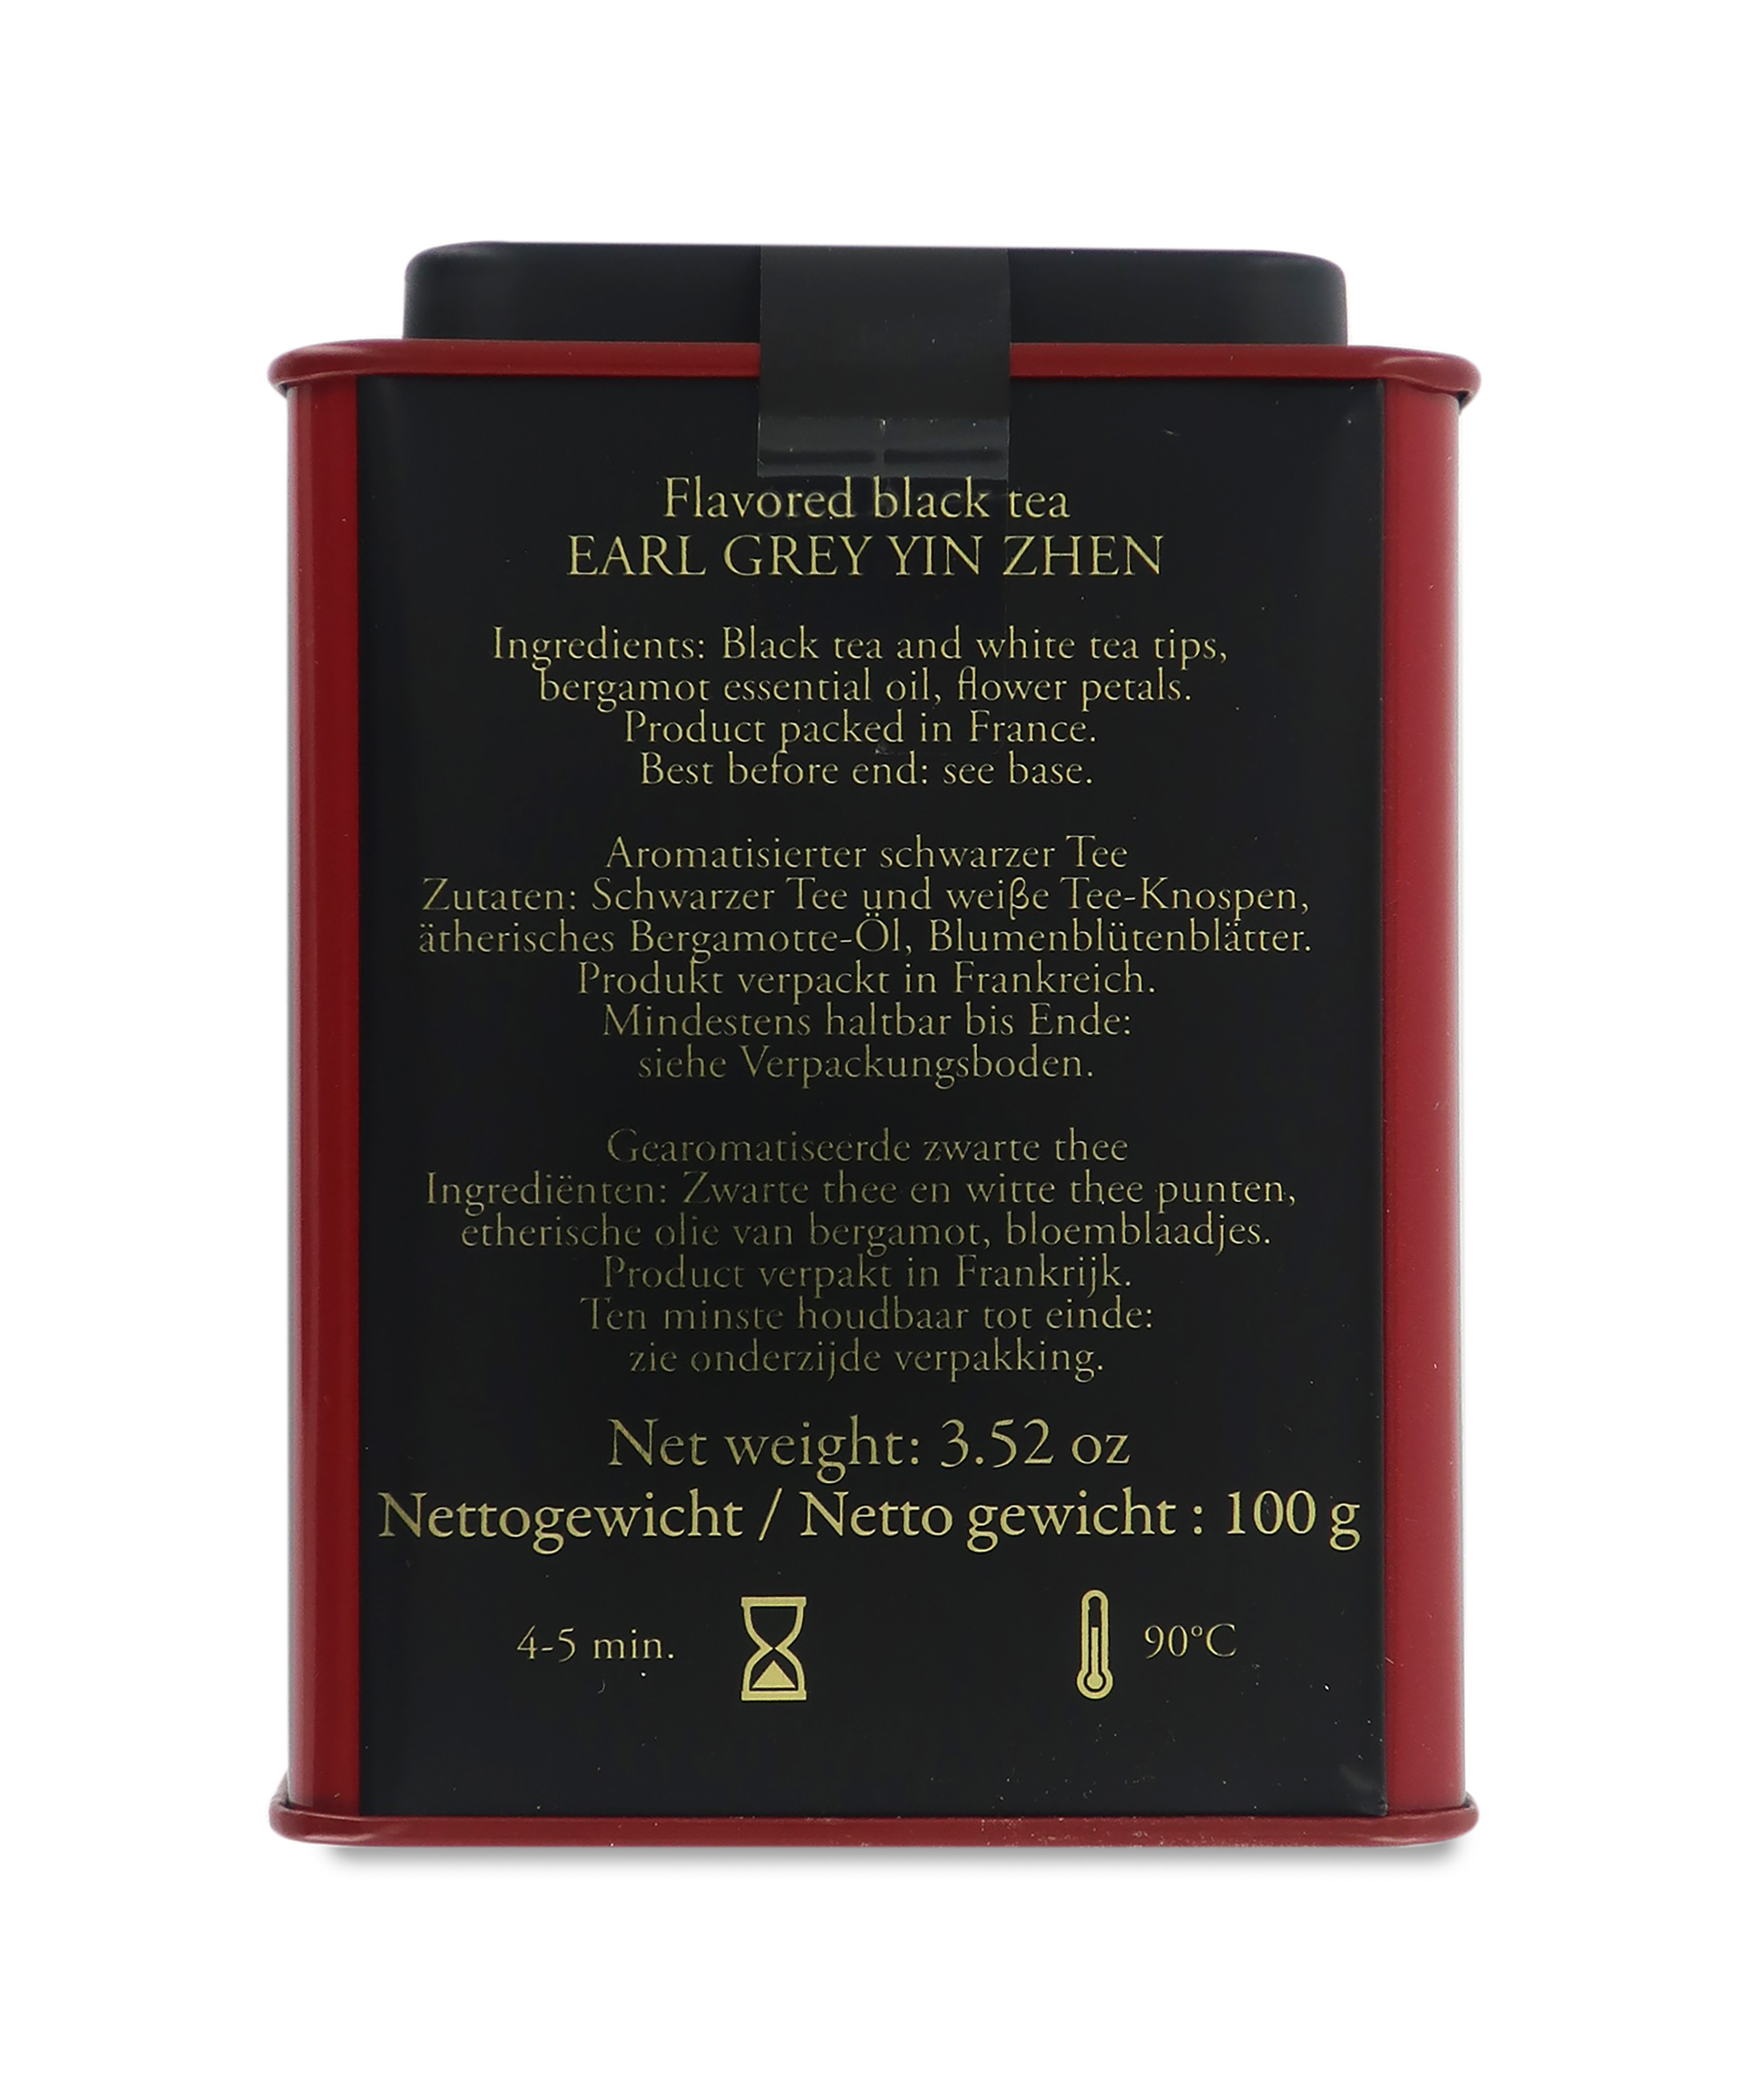 Flavored black tea
EARL GREY YIN ZHEN
Ingredients: Black tea and white tea tips,
bergamot essential oil, flower petals.
Product packed in France.
Best before end: see base.
Aromatisierter schwarzer Tee
Zutaten: Schwarzer Tee und weiße Tee-Knospen,
ätherisches Bergamotte-Öl, Blumenblütenblätter.
Produkt verpackt in Frankreich.
Mindestens haltbar bis Ende:
siehe Verpackungsboden.
Gearomatiseerde zwarte thee
Ingrediënten: Zwarte thee en witte thee punten,
etherische olie van bergamot, bloemblaadjes.
Product verpakt in Frankrijk.
Ten minste houdbaar tot einde:
zie onderzijde verpakking.
Net weight: 3.52 oz
Nettogewicht / Netto gewicht : 100 g
4-5 min. 90°C